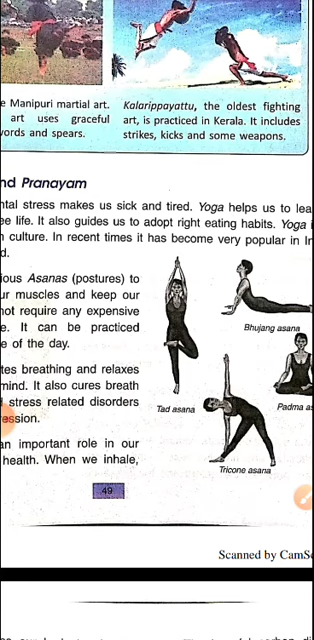 e Manipuri martial art.
art uses graceful
vords and spears.
Kalarippayattu, the oldest fighting
art, is practiced in Kerala. It includes
strikes, kicks and some weapons.
nd Pranayam
ntal stress makes us sick and tired. Yoga helps us to lea
ee life. It also guides us to adopt right eating habits. Yoga i
n culture. In recent times it has become very popular in In
d.
ious Asanas (postures) to
ur muscles and keep our
not require any expensive
e. It can be practiced
e of the day.
tes breathing and relaxes
mind. It also cures breath
l stress related disorders
ession.
an important role in our
health. When we inhale,
Bhujang asana
Tad asana
Padma as
Tricone asana
49
Scanned by CamS